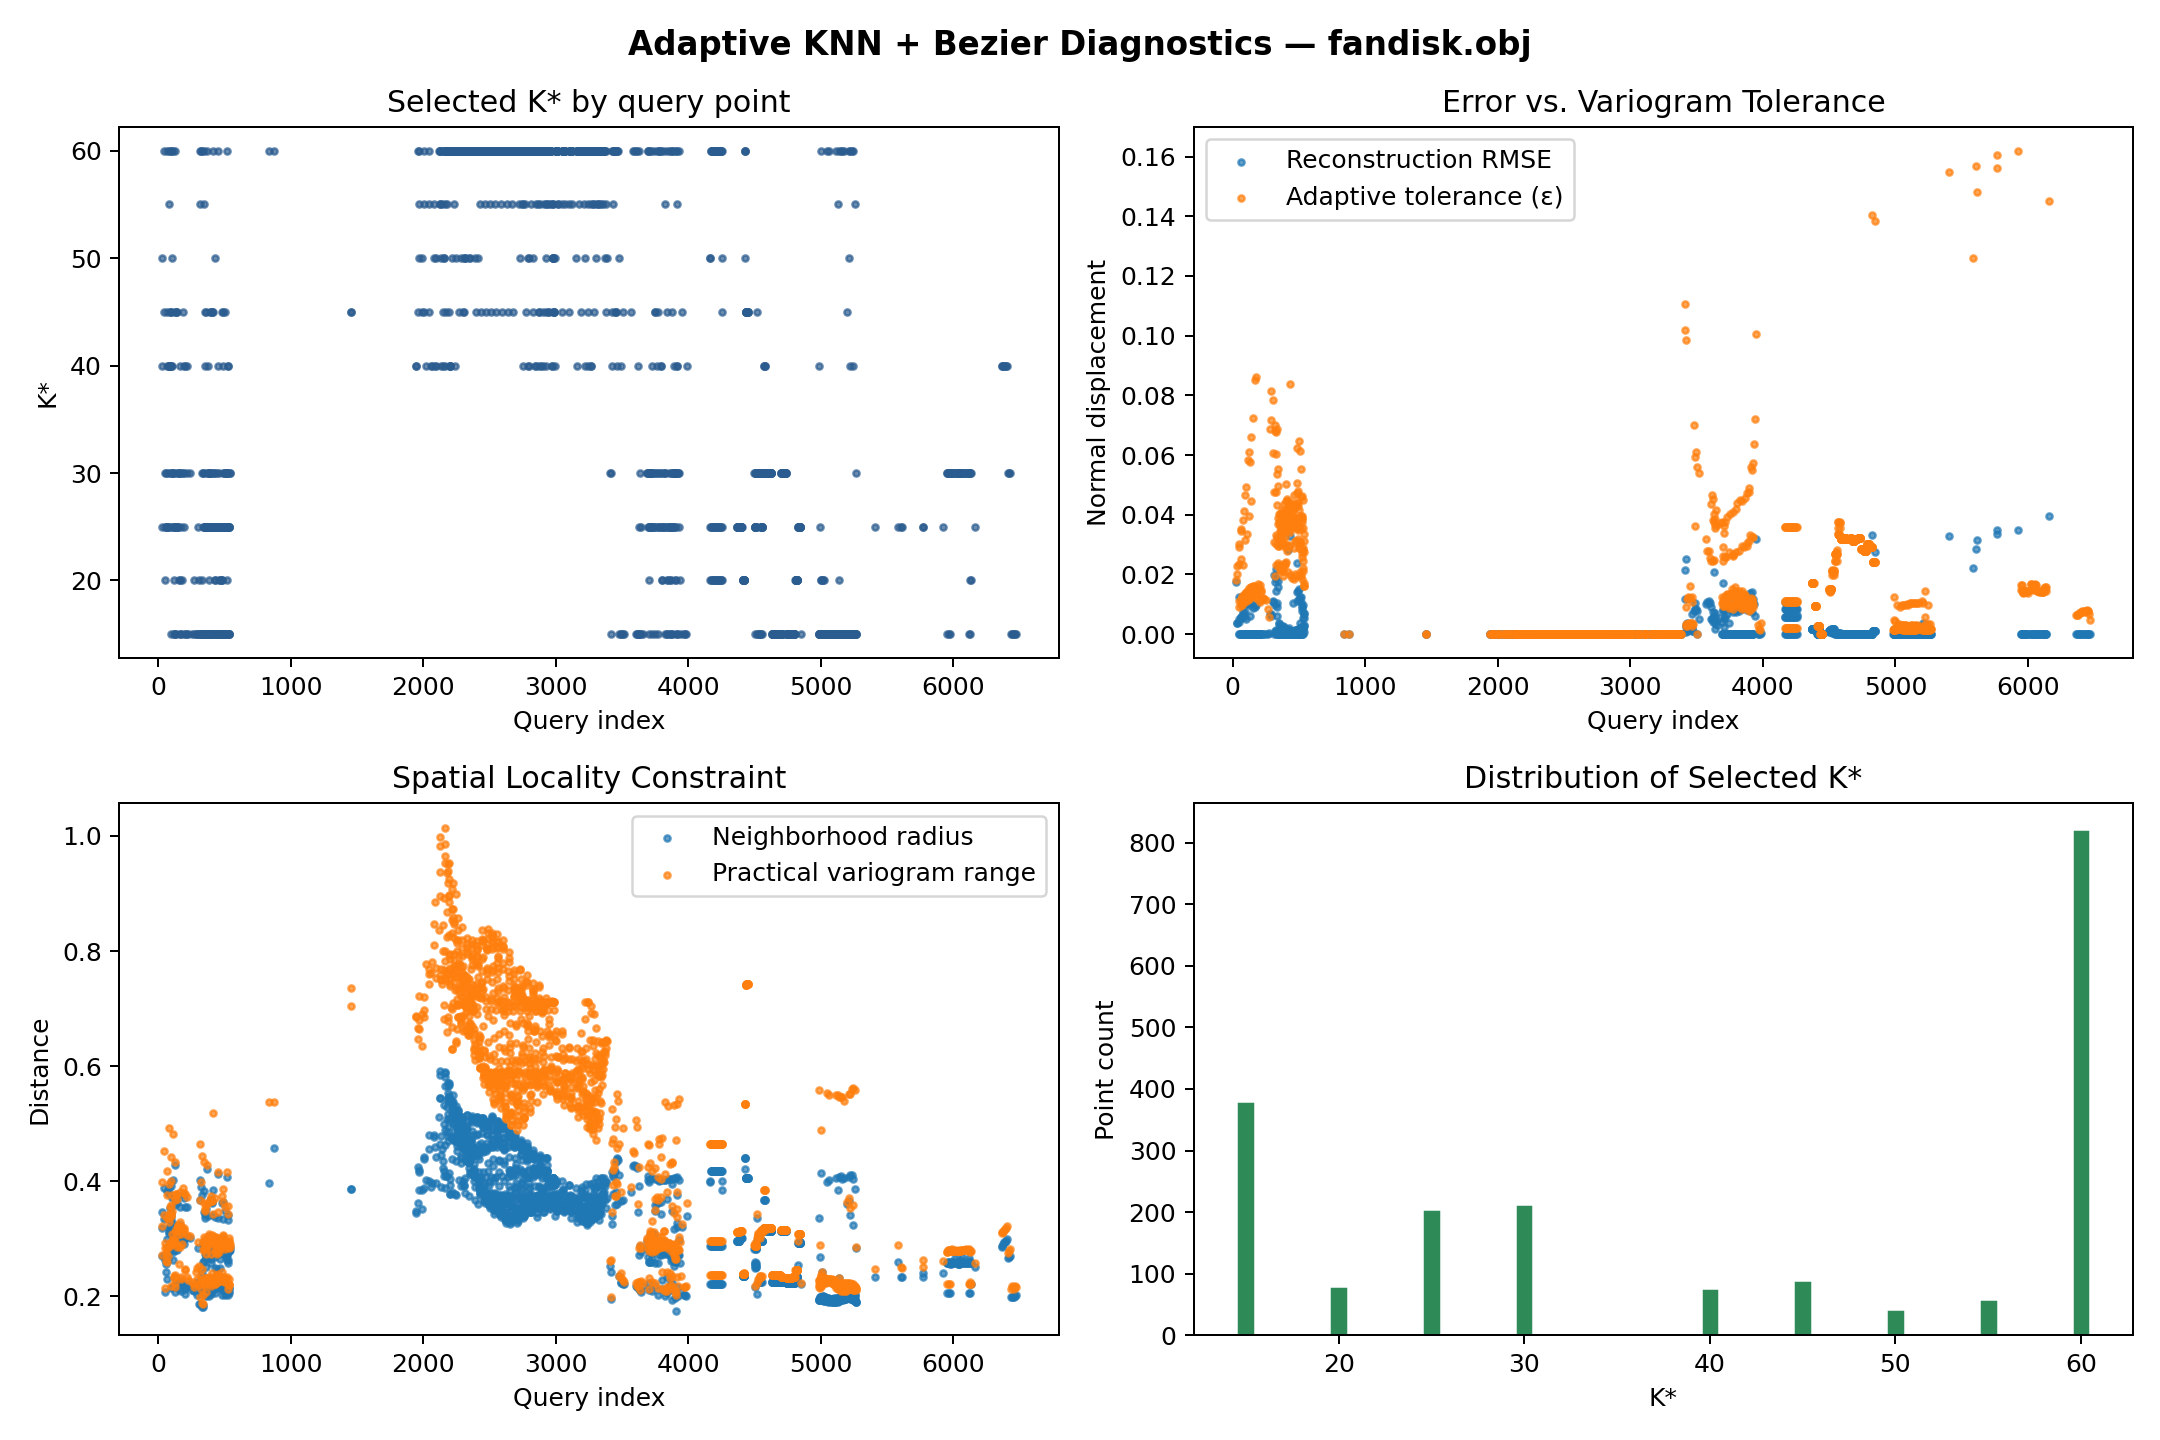 Adaptive KNN + Bezier Diagnostics — fandisk.obj
Selected K* by query point
60
50
40
30
20
K*
0 1000 2000 3000 4000 5000 6000
Query index
Error vs. Variogram Tolerance
Reconstruction RMSE
Adaptive tolerance (ε)
0.16
0.14
0.12
0.10
0.08
0.06
0.04
0.02
0.00
Normal displacement
0 1000 2000 3000 4000 5000 6000
Query index
Spatial Locality Constraint
Neighborhood radius
Practical variogram range
1.0
0.8
0.6
0.4
0.2
Distance
0 1000 2000 3000 4000 5000 6000
Query index
Distribution of Selected K*
800
700
600
500
400
300
200
100
0
Point count
20 30 40 50 60
K*